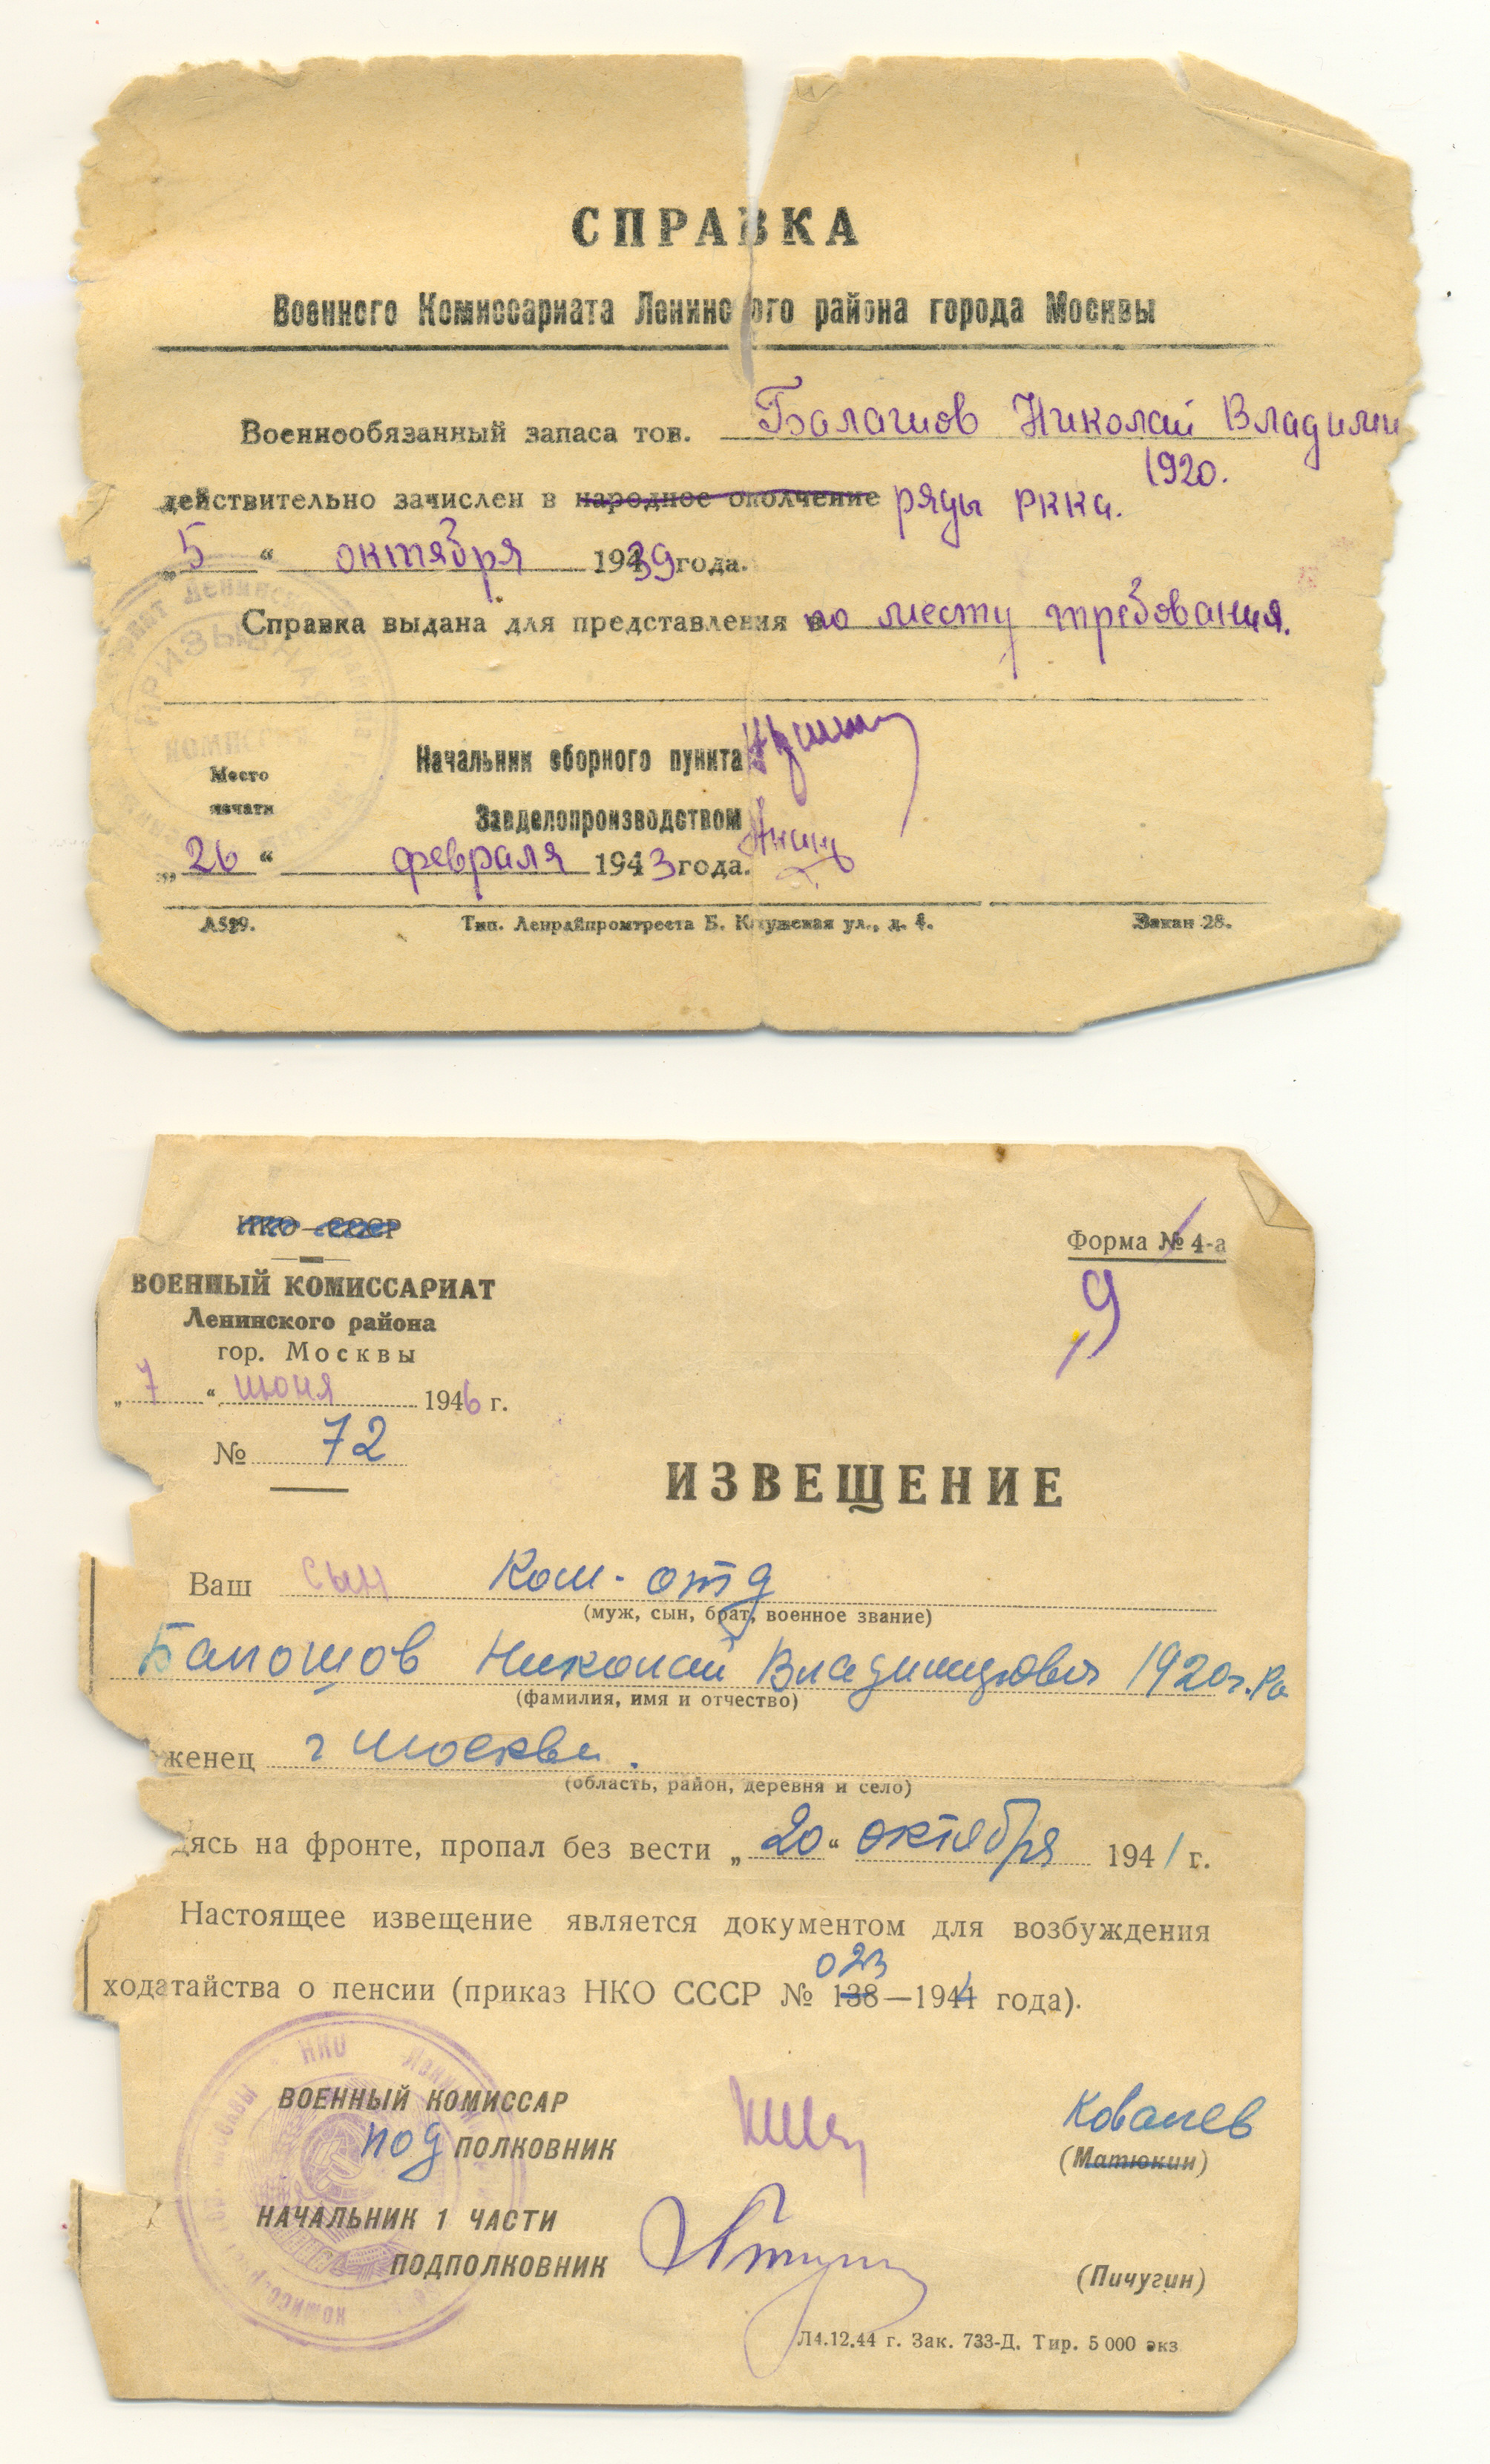 СПРАВКА
Военного Комиссариата Ленинского района города Москвы
Военнообязанный запаса тов. Балашов Николай Владими
1920.
действительно зачислен в народное ополчение ряды РККА.
„5“ октября 1939 года.
Справка выдана для представления по месту требования.
Начальник сборного пункта
Место
печати
Завделопроизводством
„26“ февраля 1943 года.
А529.
Тип. Ленрайпромтреста Б. Калужская ул., д. 4.
Заказ 28.
НКО—СССР
Форма № 4-а
9
ВОЕННЫЙ КОМИССАРИАТ
Ленинского района
гор. Москвы
„7“ июня 1946 г.
№ 72
ИЗВЕЩЕНИЕ
Ваш сын Ком. отд
(муж, сын, брат, военное звание)
Балошов Николай Владимирович 1920г. ро
(фамилия, имя и отчество)
женец г Москвы.
(область, район, деревня и село)
дясь на фронте, пропал без вести „20“ октября 1941 г.
Настоящее извещение является документом для возбуждения
023
ходатайства о пенсии (приказ НКО СССР № 138—1944 года).
ВОЕННЫЙ КОМИССАР
Ковалев
под ПОЛКОВНИК
(Матюкин)
НАЧАЛЬНИК 1 ЧАСТИ
ПОДПОЛКОВНИК
(Пичугин)
Л4.12.44 г. Зак. 733-Д. Тир. 5 000 экз